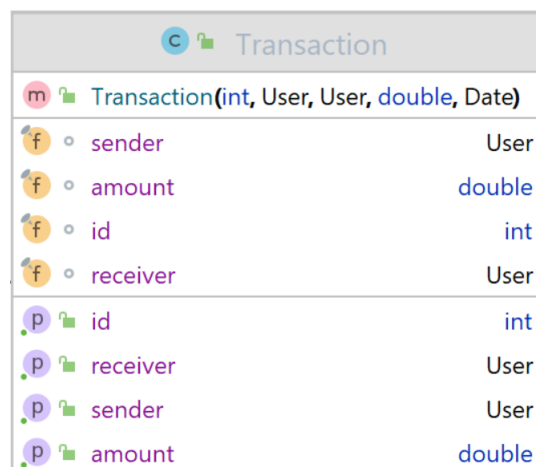 C Transaction
m Transaction(int, User, User, double, Date)
f sender User
f amount double
f id int
f receiver User
p id int
p receiver User
p sender User
p amount double